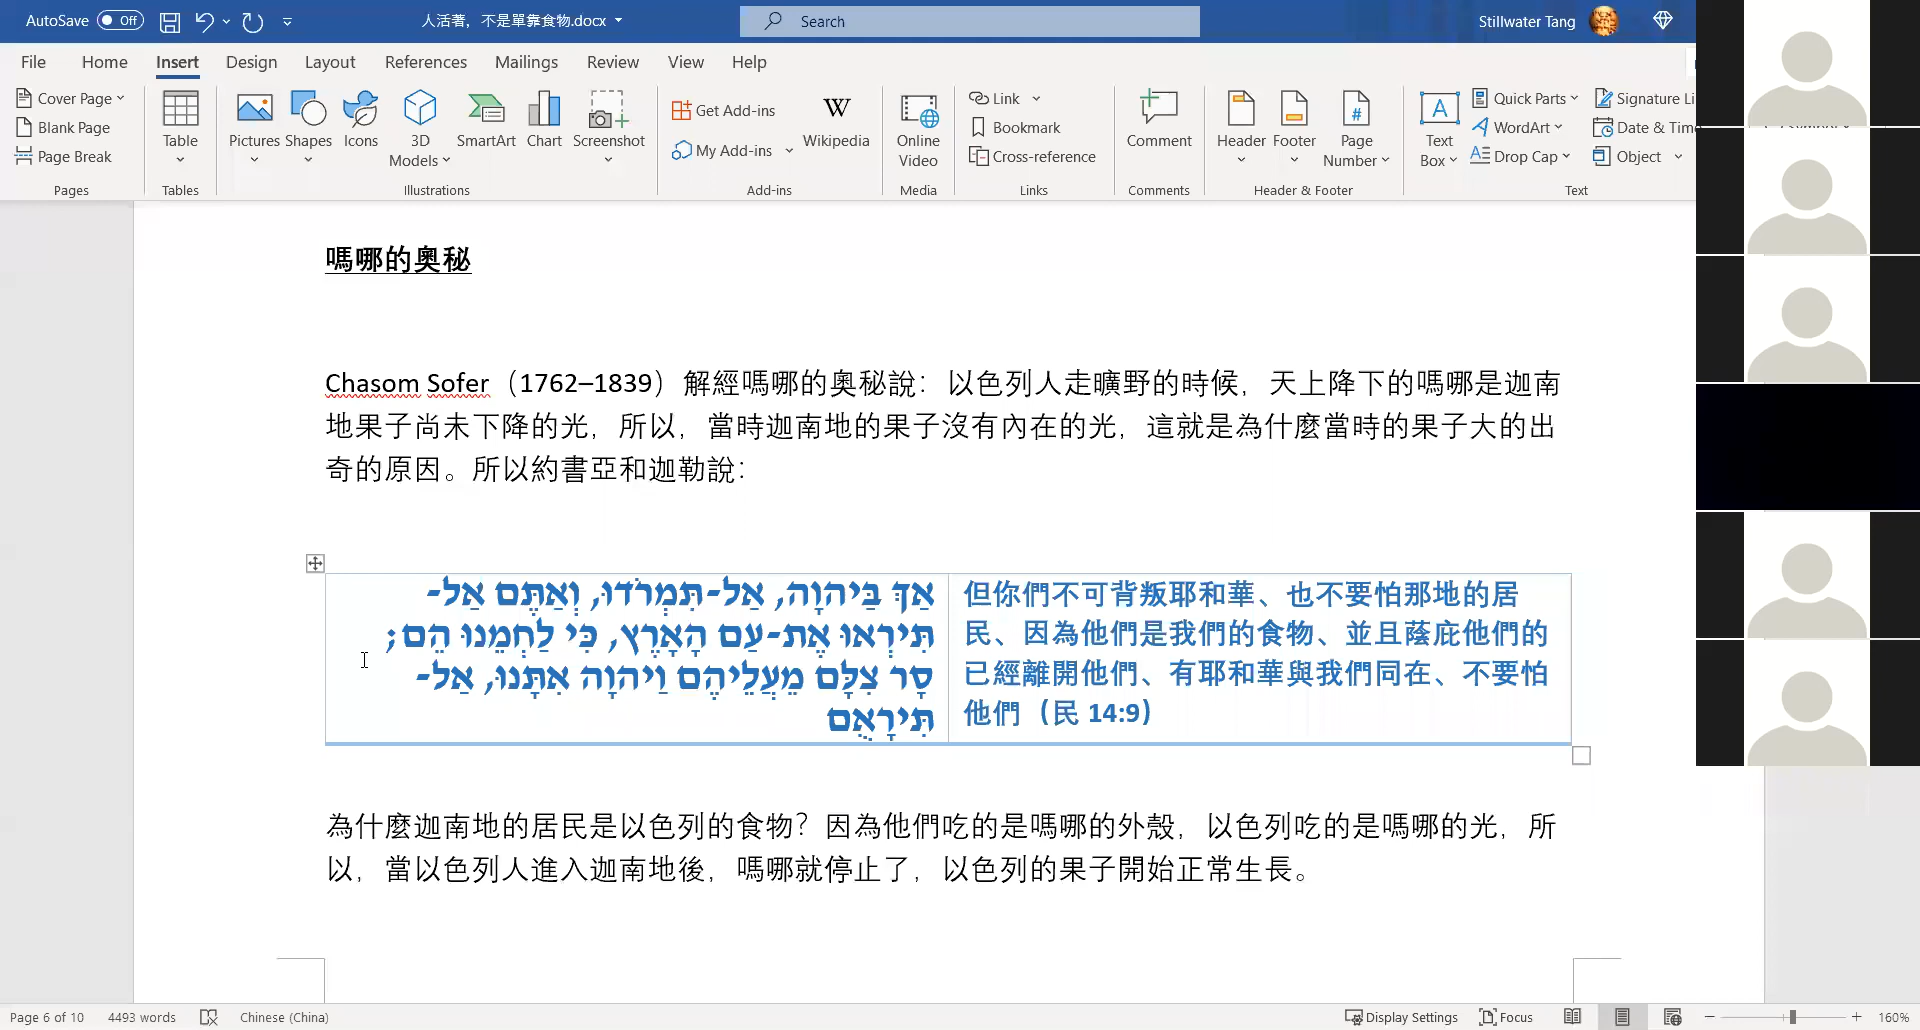 AutoSave Off
人活著，不是單靠食物.docx
Search
Stillwater Tang
File Home Insert Design Layout References Mailings Review View Help
Cover Page
Blank Page
Page Break
Pages
Table
Tables
Pictures
Shapes
Icons
3D
Models
SmartArt
Chart
Screenshot
Illustrations
Get Add-ins
My Add-ins
W
Wikipedia
Add-ins
Online
Video
Media
Link
Bookmark
Cross-reference
Links
Comment
Comments
Header
Footer
Page
Number
Header & Footer
Text
Box
Quick Parts
WordArt
Drop Cap
Signature Li
Date & Tim
Object
Text
嗎哪的奧秘
Chasom Sofer（1762–1839）解經嗎哪的奧秘說：以色列人走曠野的時候，天上降下的嗎哪是迦南
地果子尚未下降的光，所以，當時迦南地的果子沒有內在的光，這就是為什麼當時的果子大的出
奇的原因。所以約書亞和迦勒說：
אַךְ בַּיהוָה, אַל-תִּמְרֹדוּ, וְאַתֶּם אַל-
תִּירְאוּ אֶת-עַם הָאָרֶץ, כִּי לַחְמֵנוּ הֵם;
סָר צִלָּם מֵעֲלֵיהֶם וַיהוָה אִתָּנוּ, אַל-
תִּירָאֻם
但你們不可背叛耶和華、也不要怕那地的居
民、因為他們是我們的食物、並且蔭庇他們的
已經離開他們、有耶和華與我們同在、不要怕
他們（民 14:9）
為什麼迦南地的居民是以色列的食物？因為他們吃的是嗎哪的外殼，以色列吃的是嗎哪的光，所
以，當以色列人進入迦南地後，嗎哪就停止了，以色列的果子開始正常生長。
Page 6 of 10 4493 words Chinese (China) Display Settings Focus 160%